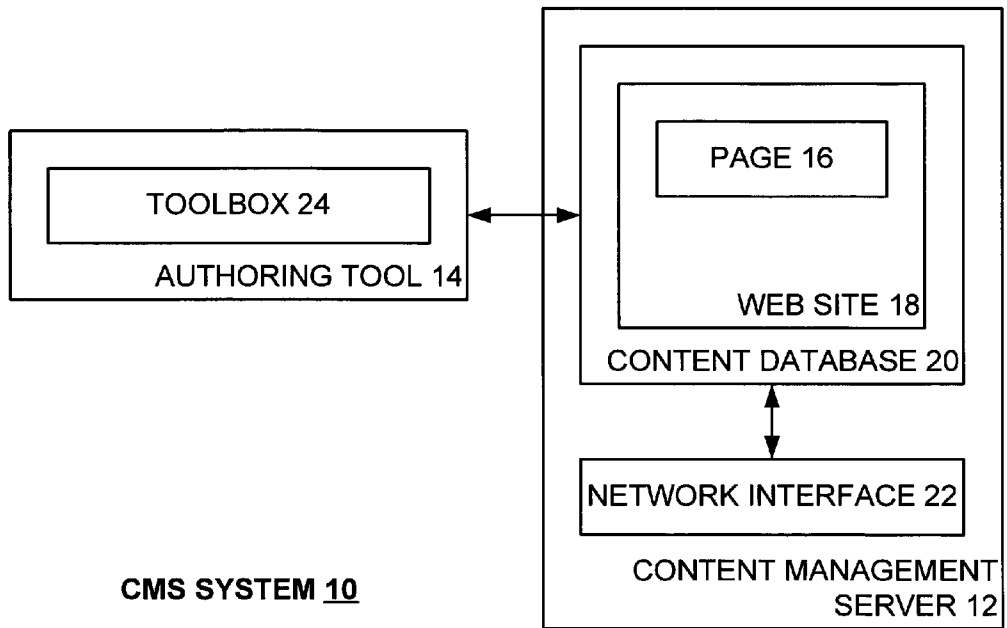 PAGE 16
TOOLBOX 24
AUTHORING TOOL 14
WEB SITE 18
CONTENT DATABASE 20
NETWORK INTERFACE 22
CONTENT MANAGEMENT
SERVER 12
CMS SYSTEM 10